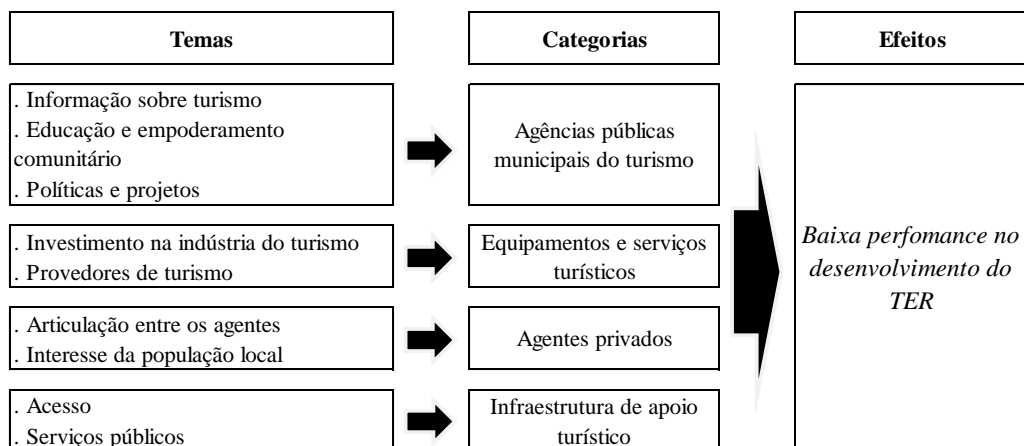 Temas
Categorias
Efeitos
. Informação sobre turismo
. Educação e empoderamento
comunitário
. Políticas e projetos
Agências públicas
municipais do turismo
. Investimento na indústria do turismo
. Provedores de turismo
Equipamentos e serviços
turísticos
. Articulação entre os agentes
. Interesse da população local
Agentes privados
. Acesso
. Serviços públicos
Infraestrutura de apoio
turístico
Baixa perfomance no
desenvolvimento do
TER